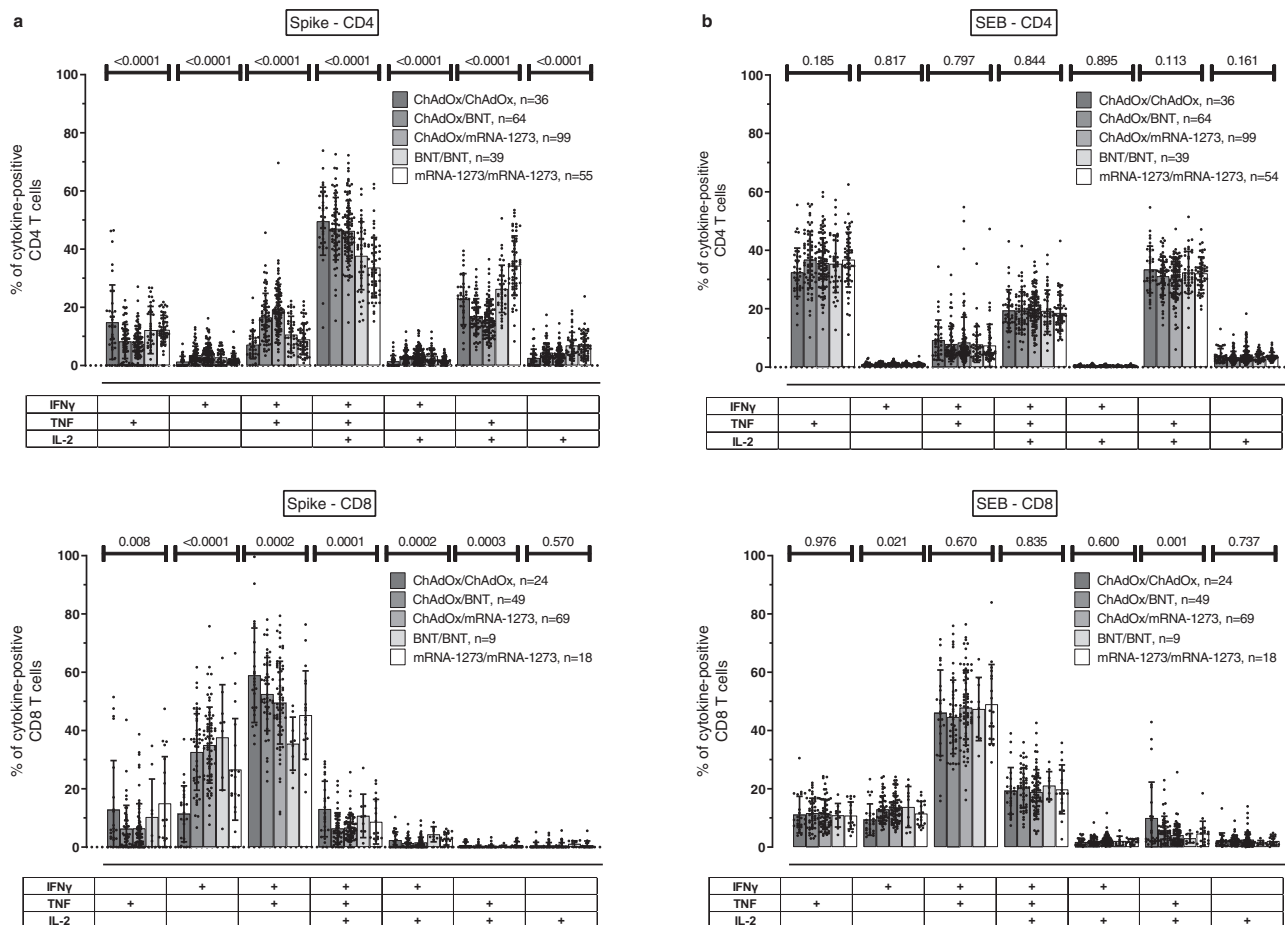 a
Spike - CD4
<0.0001 <0.0001 <0.0001 <0.0001 <0.0001 <0.0001 <0.0001
100
80
60
40
20
0
% of cytokine-positive
CD4 T cells
ChAdOx/ChAdOx, n=36
ChAdOx/BNT, n=64
ChAdOx/mRNA-1273, n=99
BNT/BNT, n=39
mRNA-1273/mRNA-1273, n=55
IFNγ + + + +
TNF + + + +
IL-2 + + + +
b
SEB - CD4
0.185 0.817 0.797 0.844 0.895 0.113 0.161
100
80
60
40
20
0
% of cytokine-positive
CD4 T cells
ChAdOx/ChAdOx, n=36
ChAdOx/BNT, n=64
ChAdOx/mRNA-1273, n=99
BNT/BNT, n=39
mRNA-1273/mRNA-1273, n=54
IFNγ + + + +
TNF + + + +
IL-2 + + + +
Spike - CD8
0.008 <0.0001 0.0002 0.0001 0.0002 0.0003 0.570
100
80
60
40
20
0
% of cytokine-positive
CD8 T cells
ChAdOx/ChAdOx, n=24
ChAdOx/BNT, n=49
ChAdOx/mRNA-1273, n=69
BNT/BNT, n=9
mRNA-1273/mRNA-1273, n=18
IFNγ + + + +
TNF + + + +
IL-2 + + + +
SEB - CD8
0.976 0.021 0.670 0.835 0.600 0.001 0.737
100
80
60
40
20
0
% of cytokine-positive
CD8 T cells
ChAdOx/ChAdOx, n=24
ChAdOx/BNT, n=49
ChAdOx/mRNA-1273, n=69
BNT/BNT, n=9
mRNA-1273/mRNA-1273, n=18
IFNγ + + + +
TNF + + + +
IL-2 + + + +